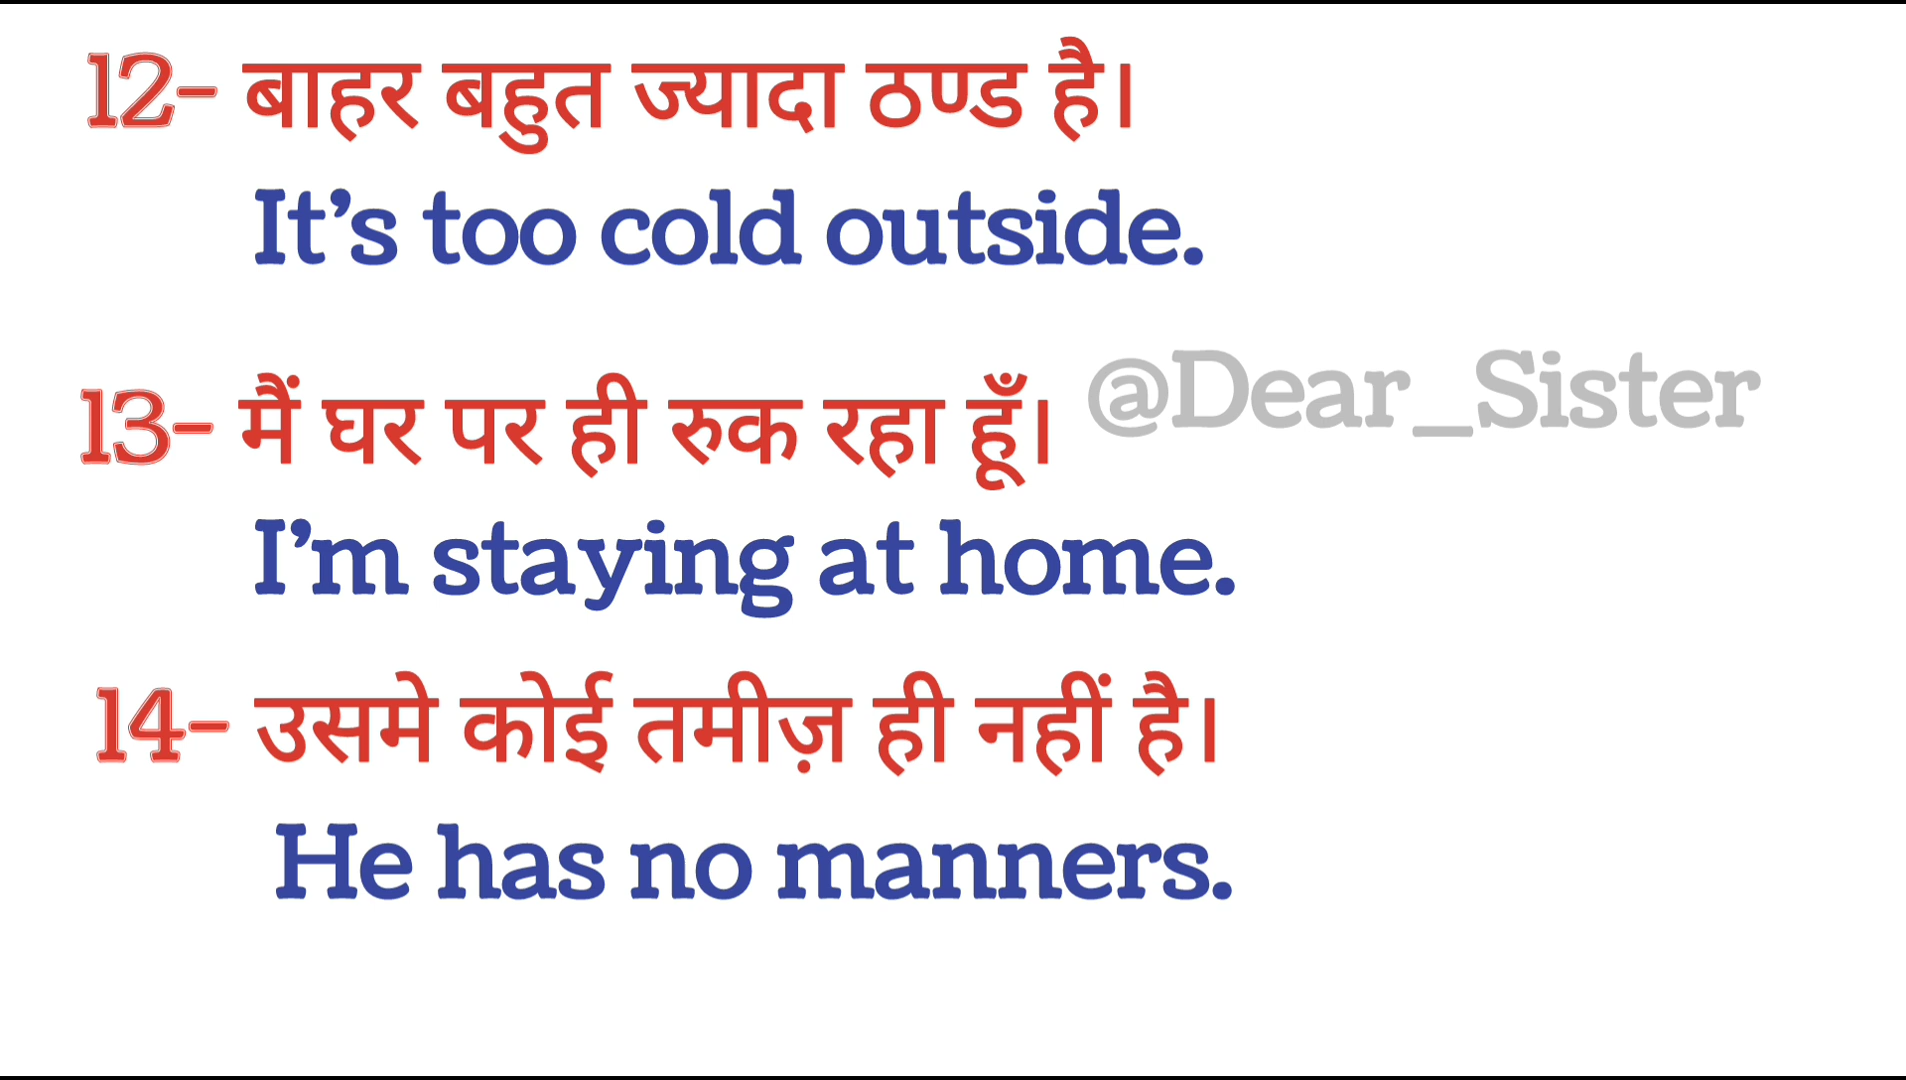 12- बाहर बहुत ज्यादा ठण्ड है।
It’s too cold outside.
@Dear_Sister
13- मैं घर पर ही रुक रहा हूँ।
I’m staying at home.
14- उसमे कोई तमीज़ ही नहीं है।
He has no manners.